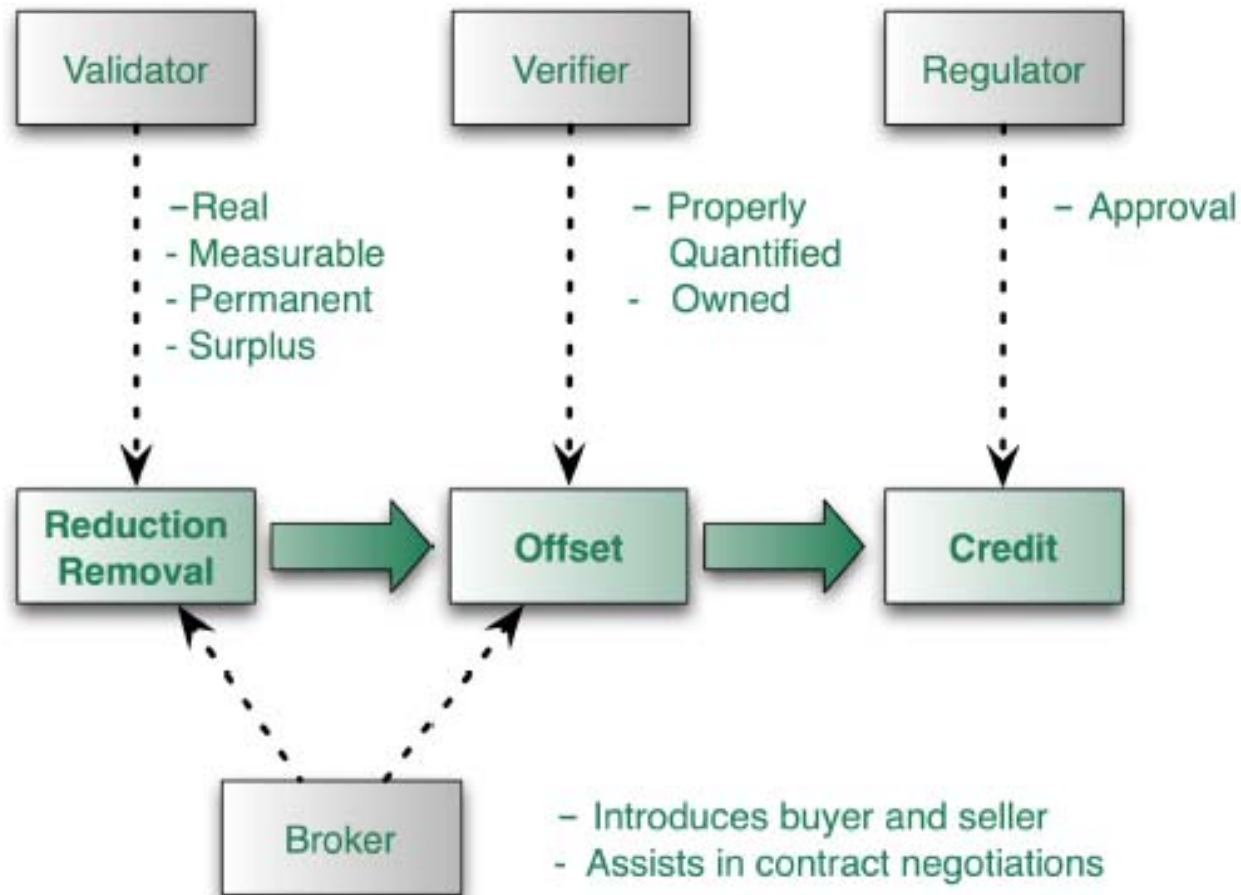 Validator
Verifier
Regulator
–Real
- Measurable
- Permanent
- Surplus
– Properly
Quantified
- Owned
– Approval
Reduction
Removal
Offset
Credit
Broker
– Introduces buyer and seller
- Assists in contract negotiations